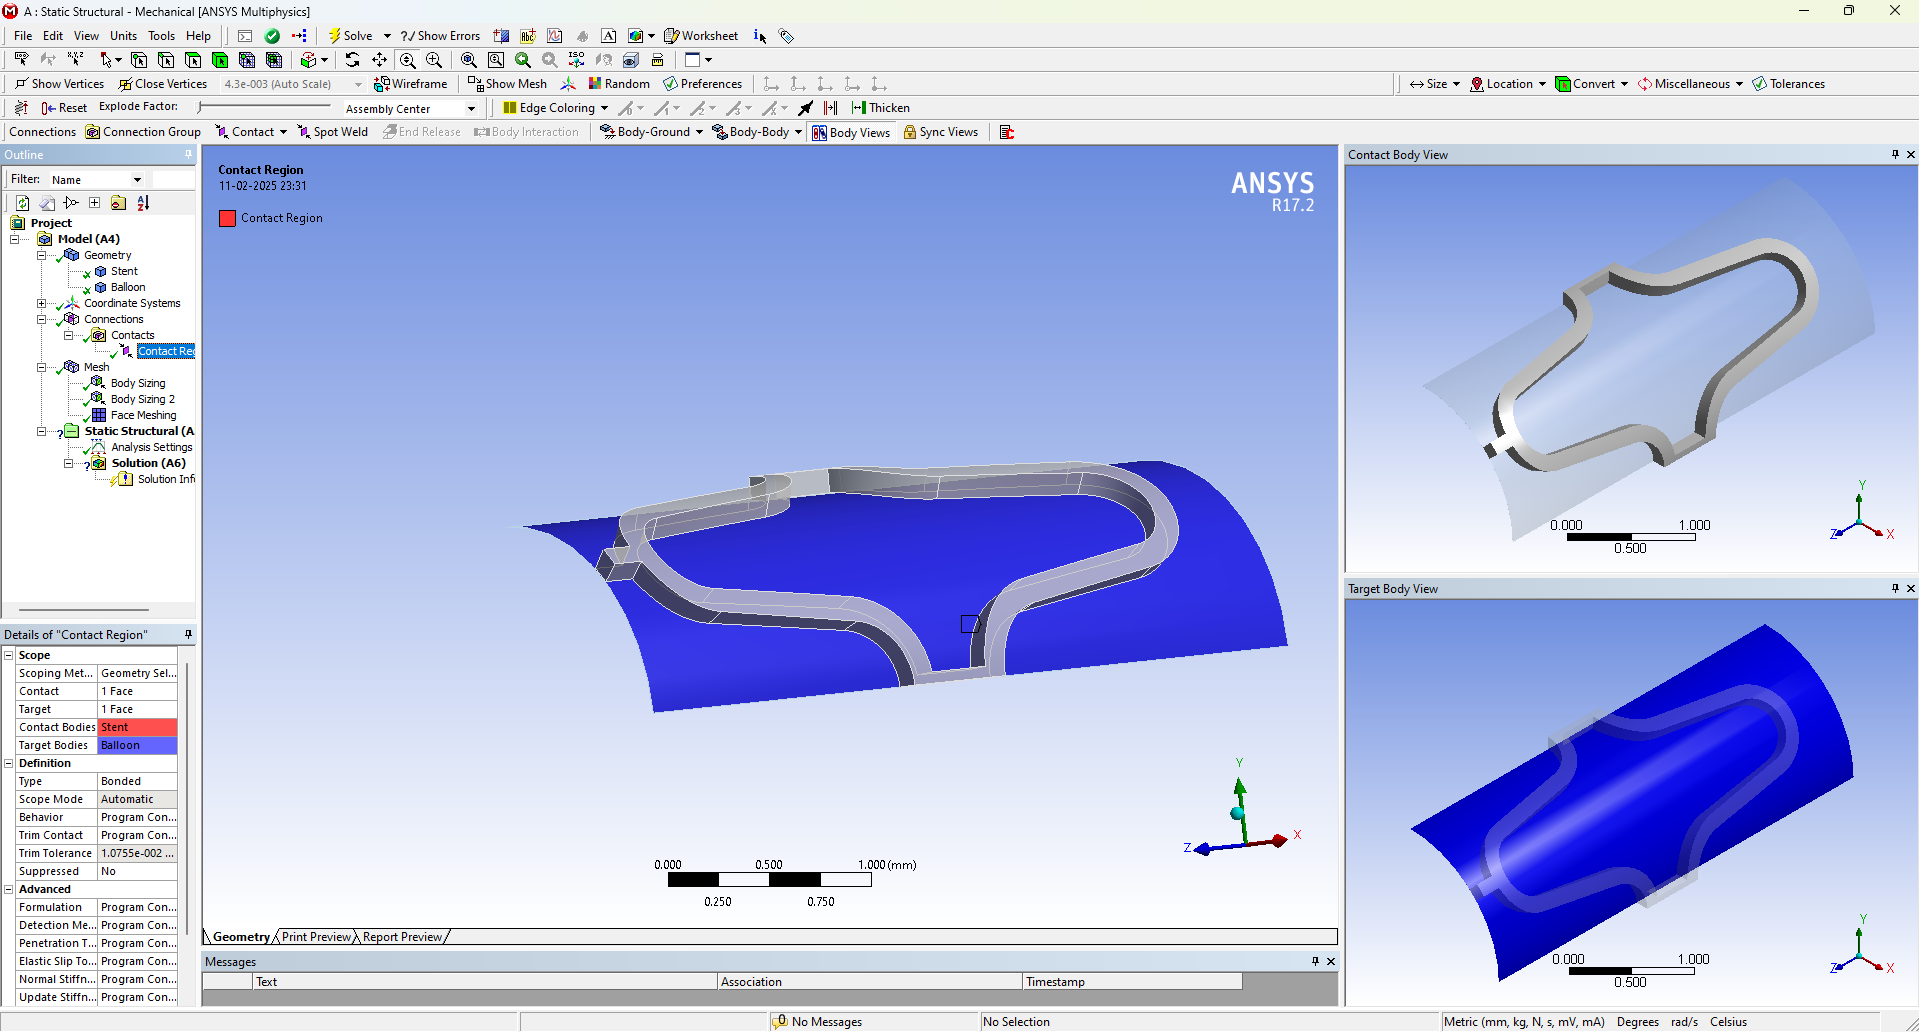 A : Static Structural - Mechanical [ANSYS Multiphysics]
File Edit View Units Tools Help Solve ?/ Show Errors Worksheet
Show Vertices Close Vertices 4.3e-003 (Auto Scale) Wireframe Show Mesh Random Preferences Size Location Convert Miscellaneous Tolerances
Reset Explode Factor: Assembly Center Edge Coloring Thicken
Connections Connection Group Contact Spot Weld End Release Body Interaction Body-Ground Body-Body Body Views Sync Views
Outline
Filter: Name
Project
Model (A4)
Geometry
Stent
Balloon
Coordinate Systems
Connections
Contacts
Contact Reg
Mesh
Body Sizing
Body Sizing 2
Face Meshing
Static Structural (A
Analysis Settings
Solution (A6)
Solution Inf
Details of "Contact Region"
Scope
Scoping Met... Geometry Sel...
Contact 1 Face
Target 1 Face
Contact Bodies Stent
Target Bodies Balloon
Definition
Type Bonded
Scope Mode Automatic
Behavior Program Con...
Trim Contact Program Con...
Trim Tolerance 1.0755e-002 ...
Suppressed No
Advanced
Formulation Program Con...
Detection Me... Program Con...
Penetration T... Program Con...
Elastic Slip To... Program Con...
Normal Stiffn... Program Con...
Update Stiffn... Program Con...
Contact Region
11-02-2025 23:31
Contact Region
ANSYS
R17.2
Y
X
Z
0.000 0.500 1.000 (mm)
0.250 0.750
Geometry Print Preview Report Preview
Messages
Text Association Timestamp
Contact Body View
0.000 1.000
0.500
Y
Z X
Target Body View
0.000 1.000
0.500
Y
Z X
0 No Messages No Selection Metric (mm, kg, N, s, mV, mA) Degrees rad/s Celsius